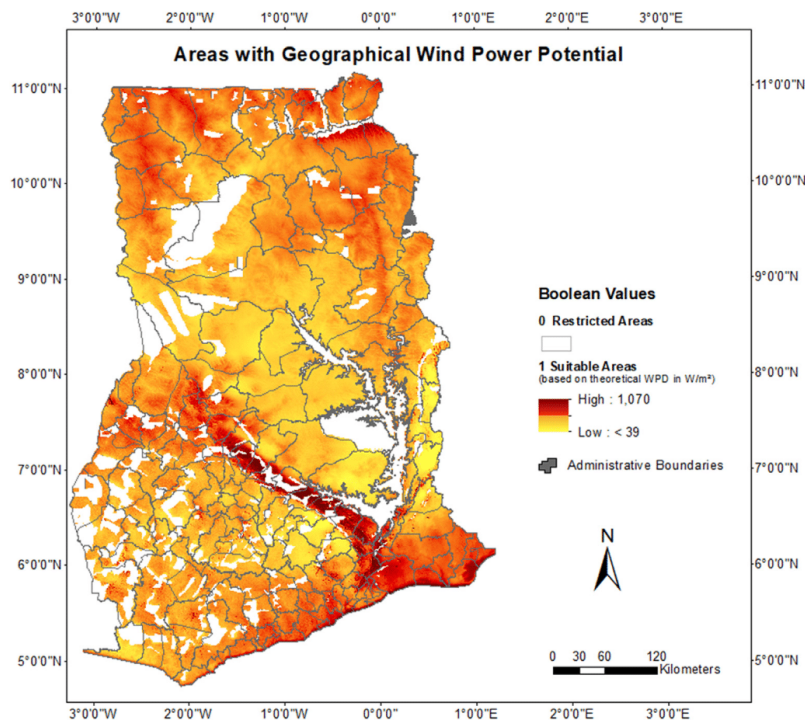 3°0'0"W 2°0'0"W 1°0'0"W 0°0'0" 1°0'0"E 2°0'0"E 3°0'0"E
Areas with Geographical Wind Power Potential
11°0'0"N 11°0'0"N
10°0'0"N 10°0'0"N
9°0'0"N 9°0'0"N
Boolean Values
0 Restricted Areas
8°0'0"N 8°0'0"N
1 Suitable Areas
(based on theoretical WPD in W/m²)
High : 1,070
Low : < 39
7°0'0"N 7°0'0"N
Administrative Boundaries
N
6°0'0"N 6°0'0"N
5°0'0"N 5°0'0"N
0 30 60 120
Kilometers
3°0'0"W 2°0'0"W 1°0'0"W 0°0'0" 1°0'0"E 2°0'0"E 3°0'0"E